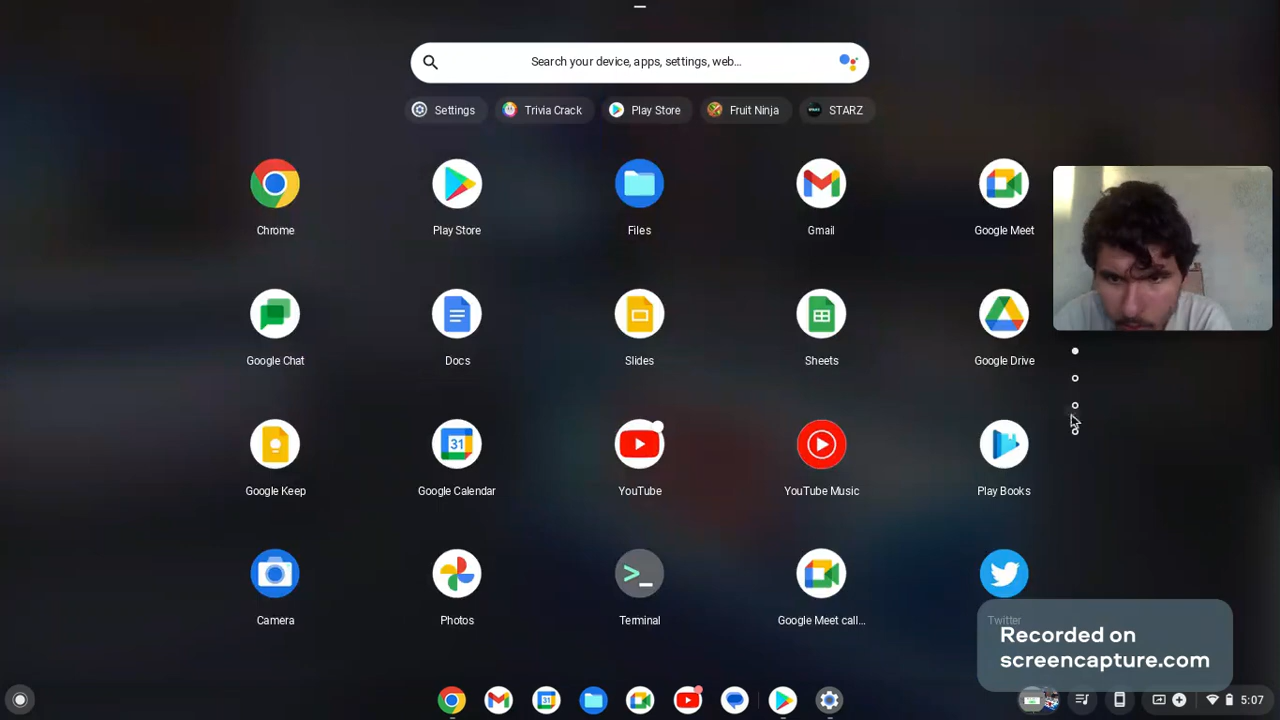 Search your device, apps, settings, web...
Settings Trivia Crack Play Store Fruit Ninja STARZ
Chrome Play Store Files Gmail Google Meet
Google Chat Docs Slides Sheets Google Drive
31
Google Keep Google Calendar YouTube YouTube Music Play Books
>_
Camera Photos Terminal Google Meet call... Twitter
Recorded on
screencapture.com
31
5:07